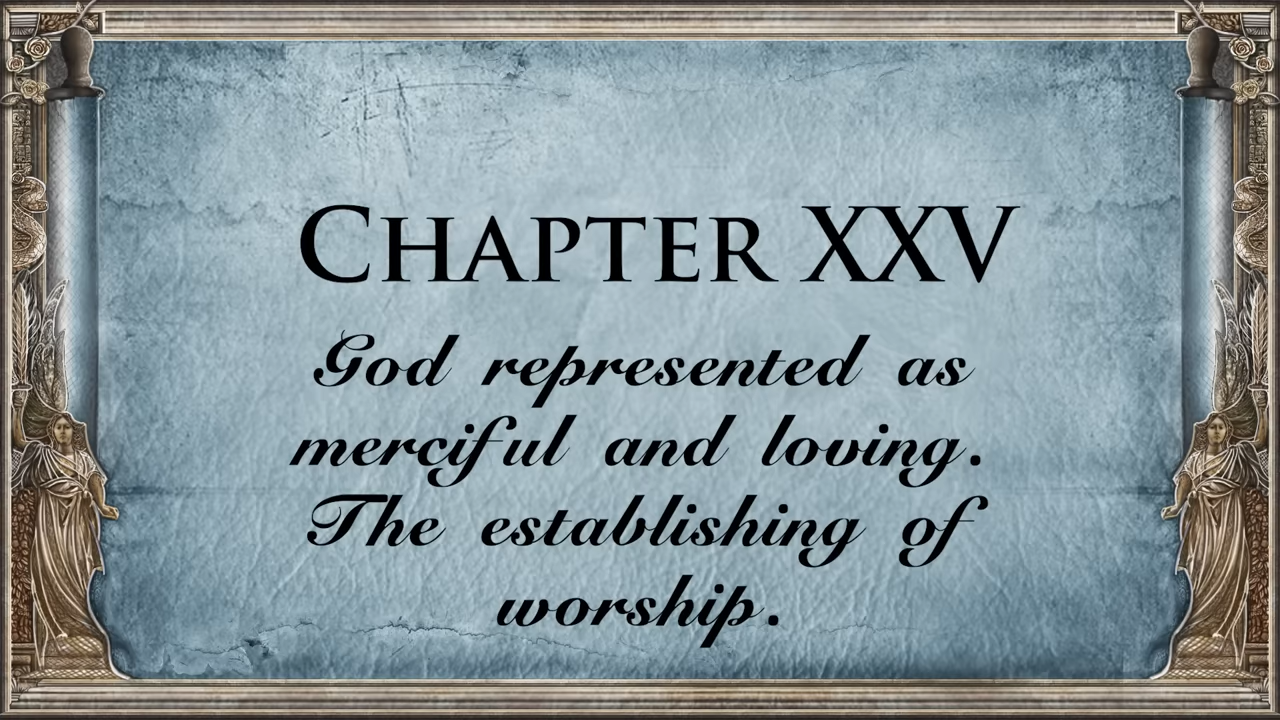 Chapter XXV
God represented as
merciful and loving.
The establishing of
worship.